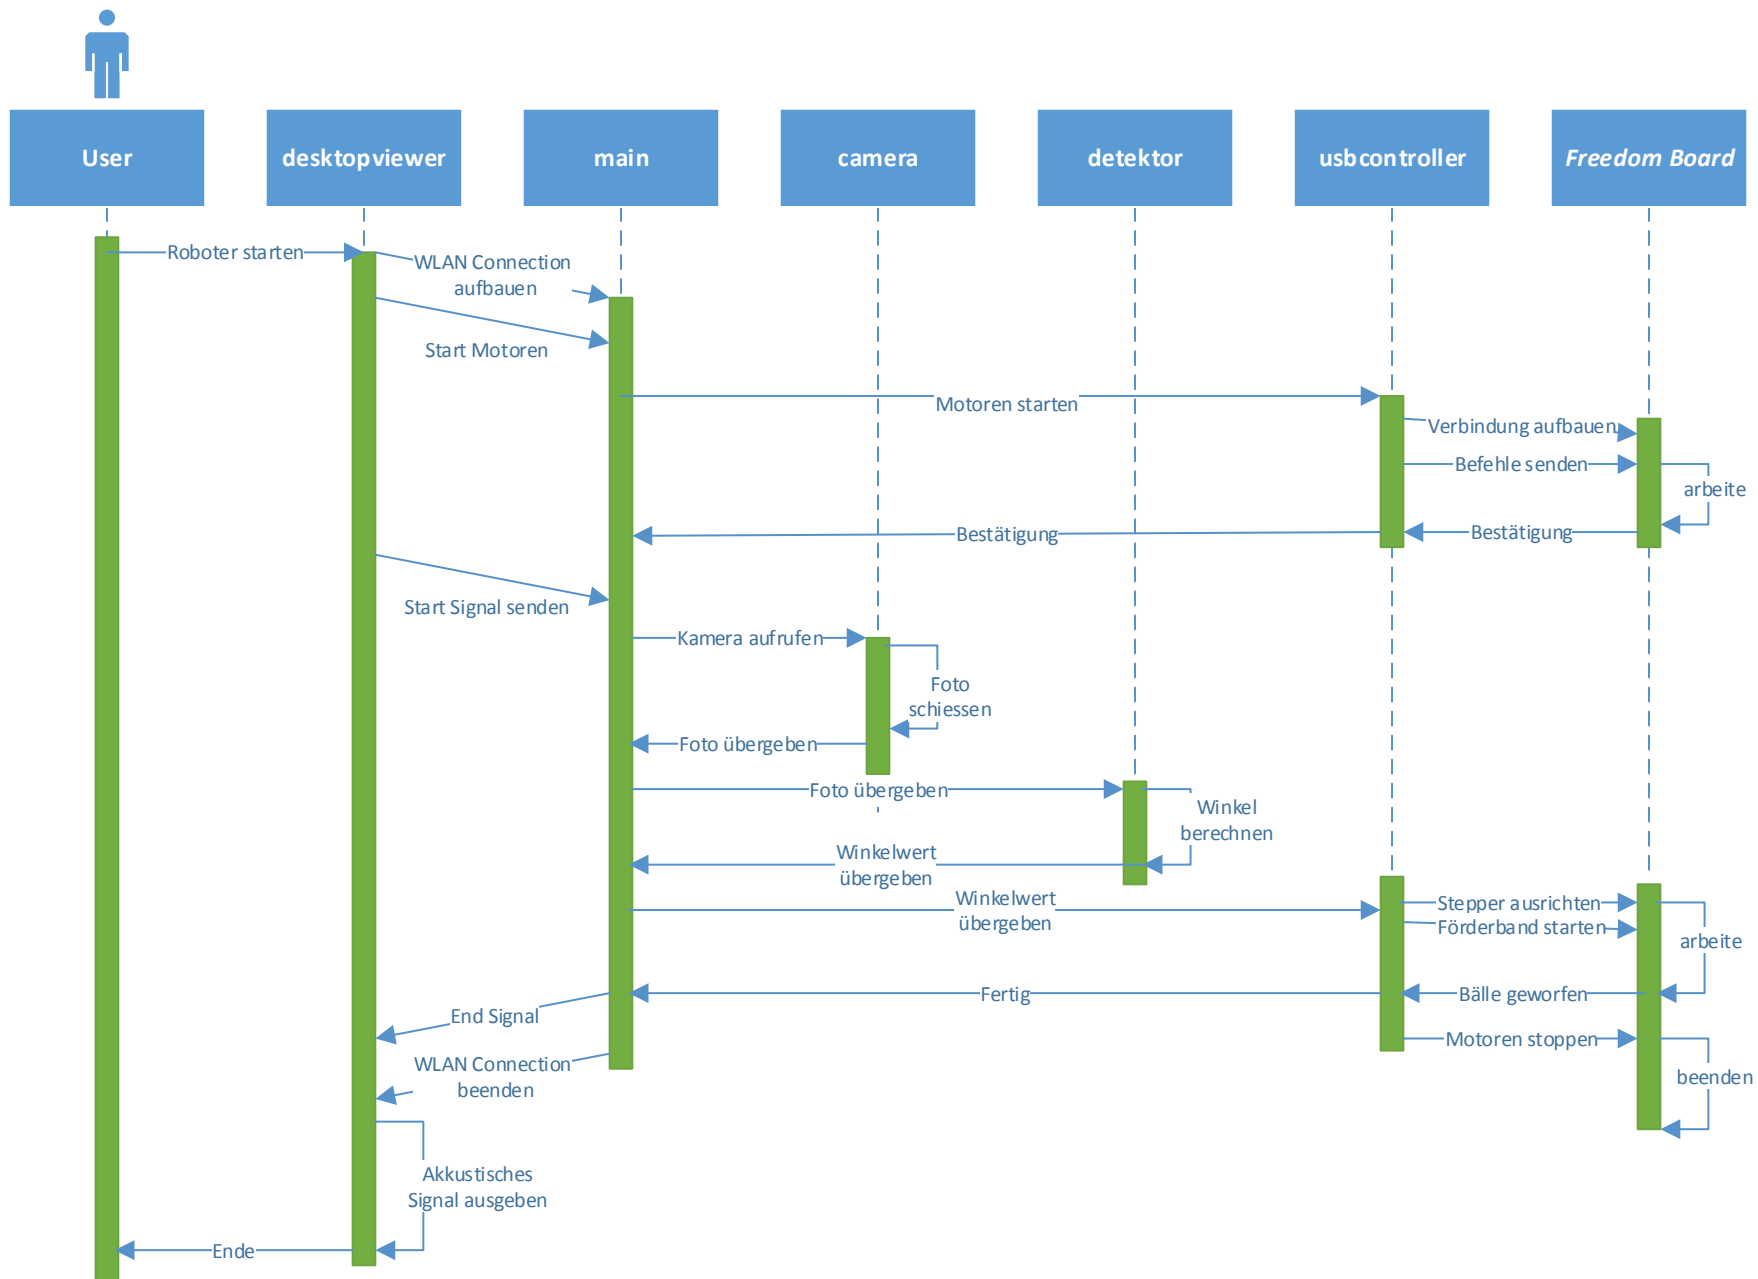 User
desktopviewer
main
camera
detektor
usbcontroller
Freedom Board
Roboter starten
WLAN Connection
aufbauen
Start Motoren
Motoren starten
Verbindung aufbauen
Befehle senden
arbeite
Bestätigung
Bestätigung
Start Signal senden
Kamera aufrufen
Foto
schiessen
Foto übergeben
Foto übergeben
Winkel
berechnen
Winkelwert
übergeben
Winkelwert
übergeben
Stepper ausrichten
Förderband starten
arbeite
Fertig
Bälle geworfen
End Signal
Motoren stoppen
WLAN Connection
beenden
beenden
Akkustisches
Signal ausgeben
Ende